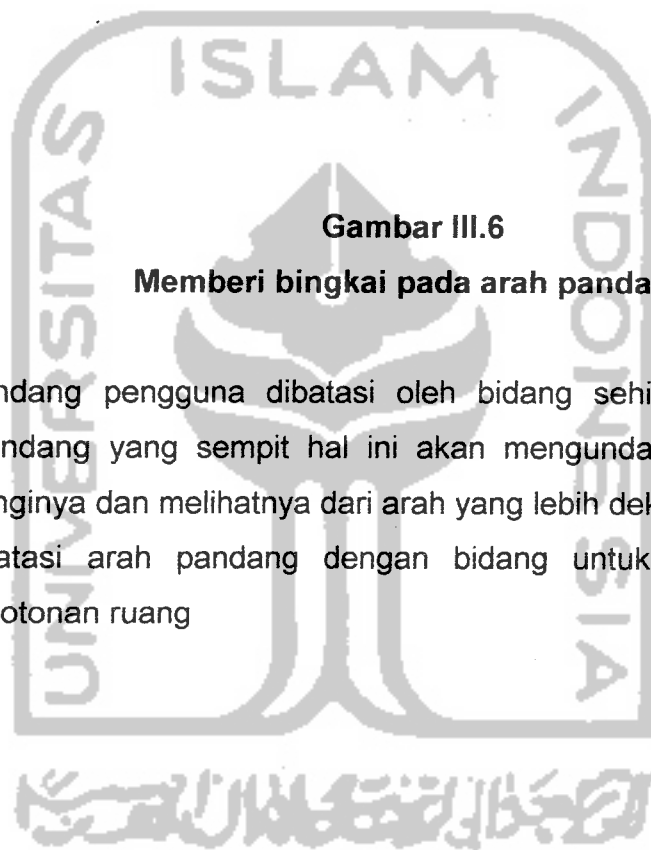 ISLAM
UNIVERSITAS
INDONESIA
Gambar III.6
Memberi bingkai pada arah panda
ndang pengguna dibatasi oleh bidang sehi
ndang yang sempit hal ini akan mengunda
nginya dan melihatnya dari arah yang lebih dek
atasi arah pandang dengan bidang untuk
otonan ruang